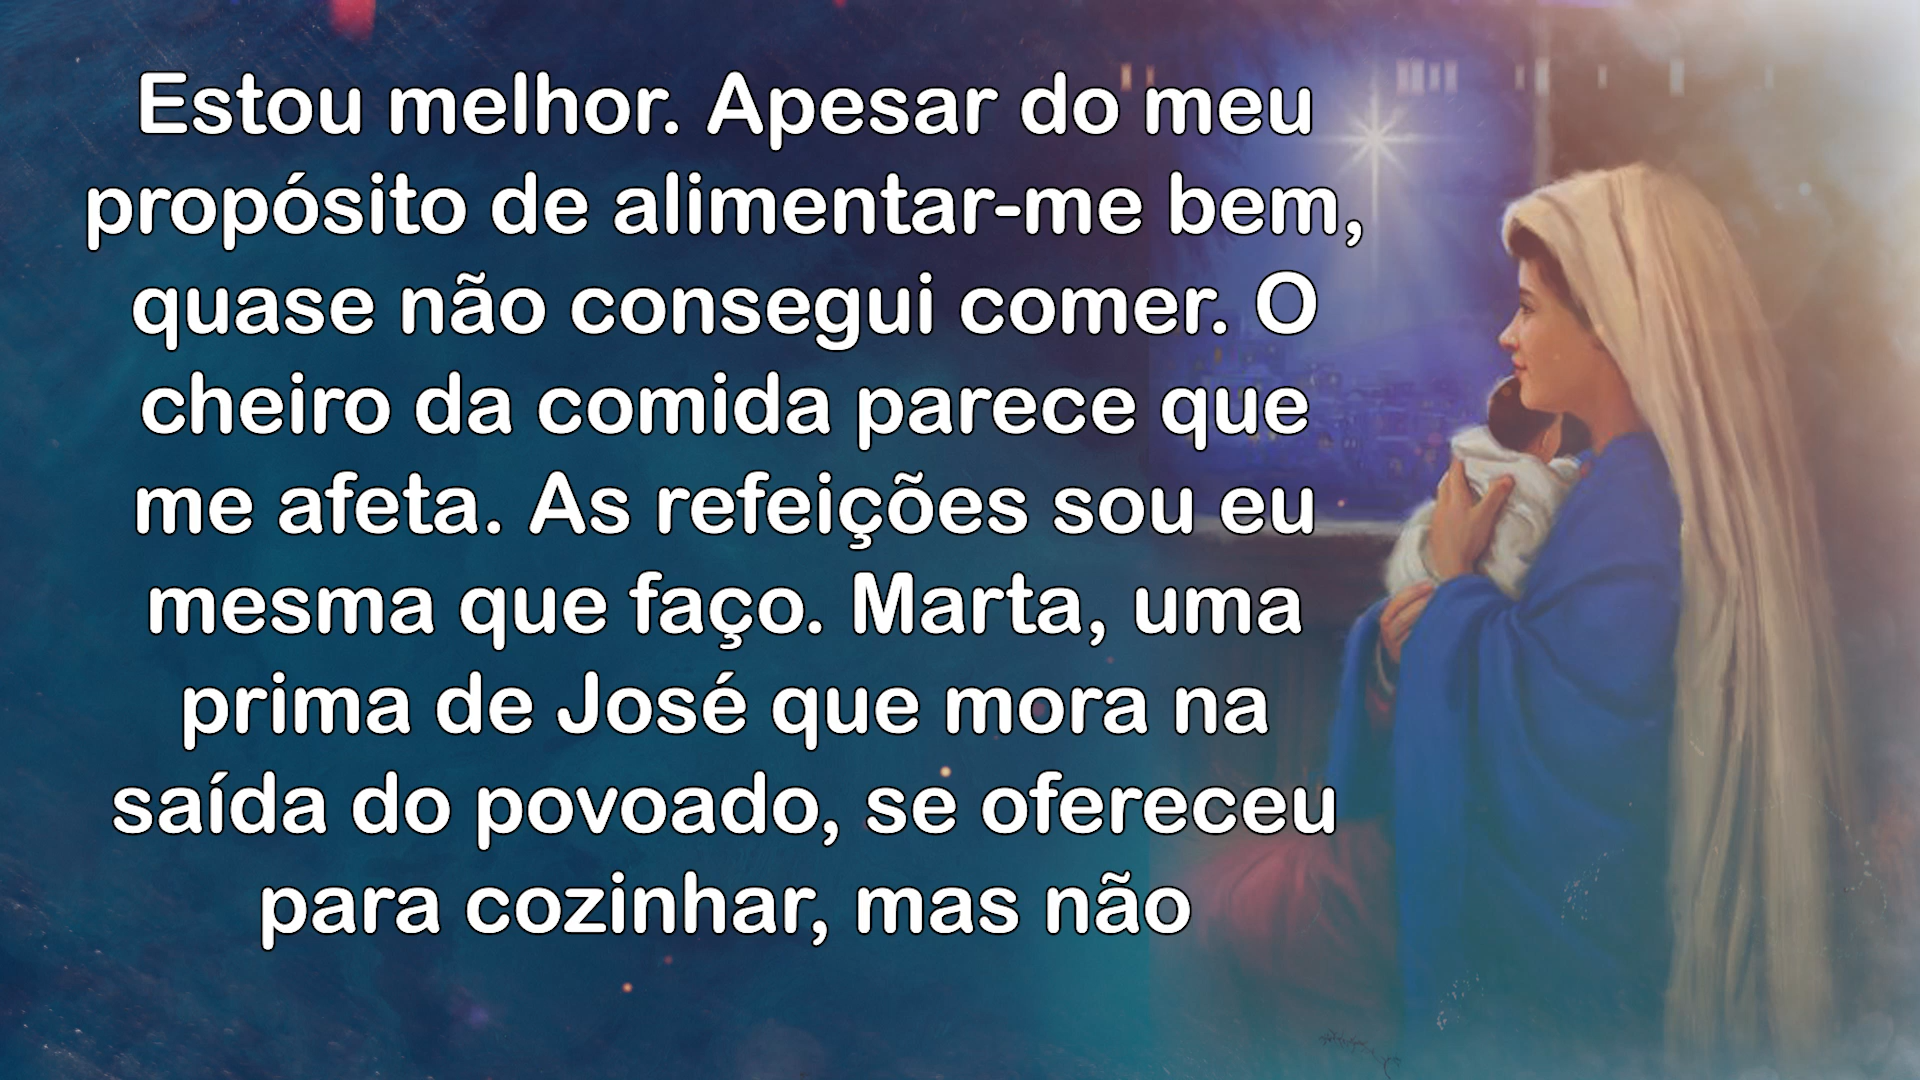 Estou melhor. Apesar do meu
propósito de alimentar-me bem,
quase não consegui comer. O
cheiro da comida parece que
me afeta. As refeições sou eu
mesma que faço. Marta, uma
prima de José que mora na
saída do povoado, se ofereceu
para cozinhar, mas não